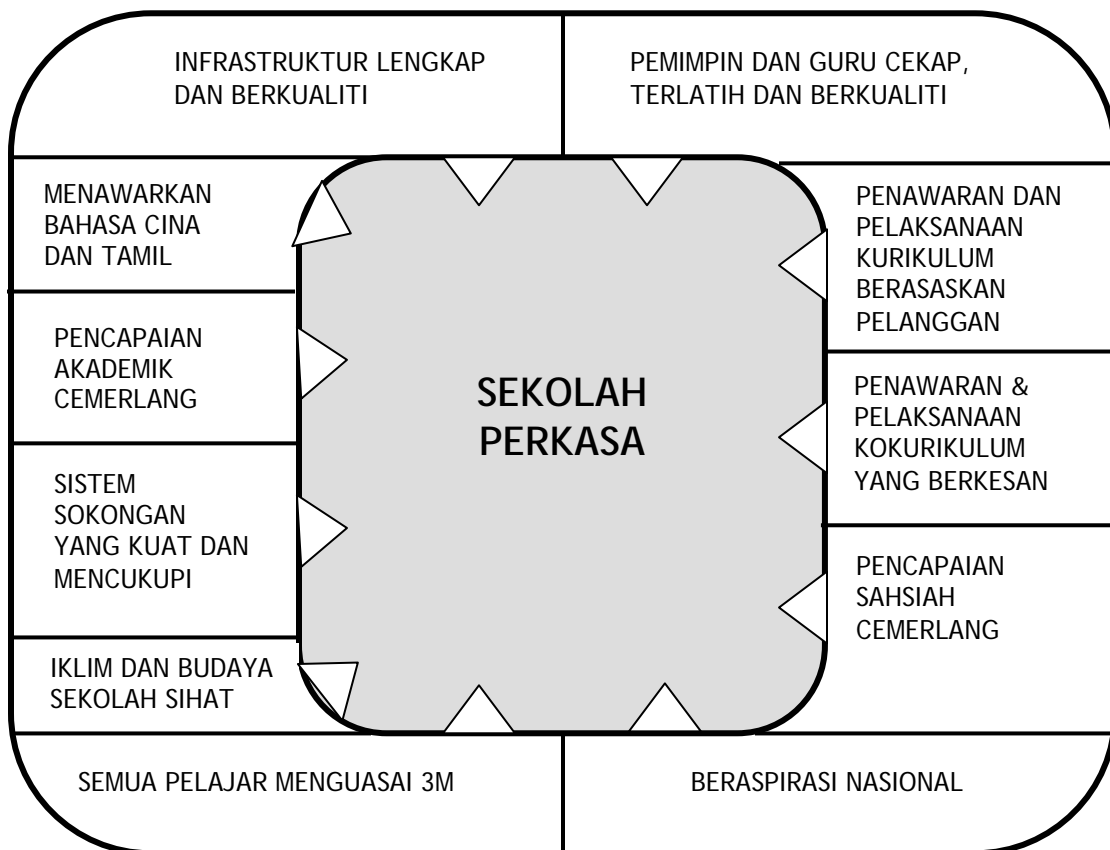 INFRASTRUKTUR LENGKAP
DAN BERKUALITI
PEMIMPIN DAN GURU CEKAP,
TERLATIH DAN BERKUALITI
MENAWARKAN
BAHASA CINA
DAN TAMIL
PENCAPAIAN
AKADEMIK
CEMERLANG
SISTEM
SOKONGAN
YANG KUAT DAN
MENCUKUPI
IKLIM DAN BUDAYA
SEKOLAH SIHAT
SEKOLAH
PERKASA
PENAWARAN DAN
PELAKSANAAN
KURIKULUM
BERASASKAN
PELANGGAN
PENAWARAN &
PELAKSANAAN
KOKURIKULUM
YANG BERKESAN
PENCAPAIAN
SAHSIAH
CEMERLANG
SEMUA PELAJAR MENGUASAI 3M
BERASPIRASI NASIONAL